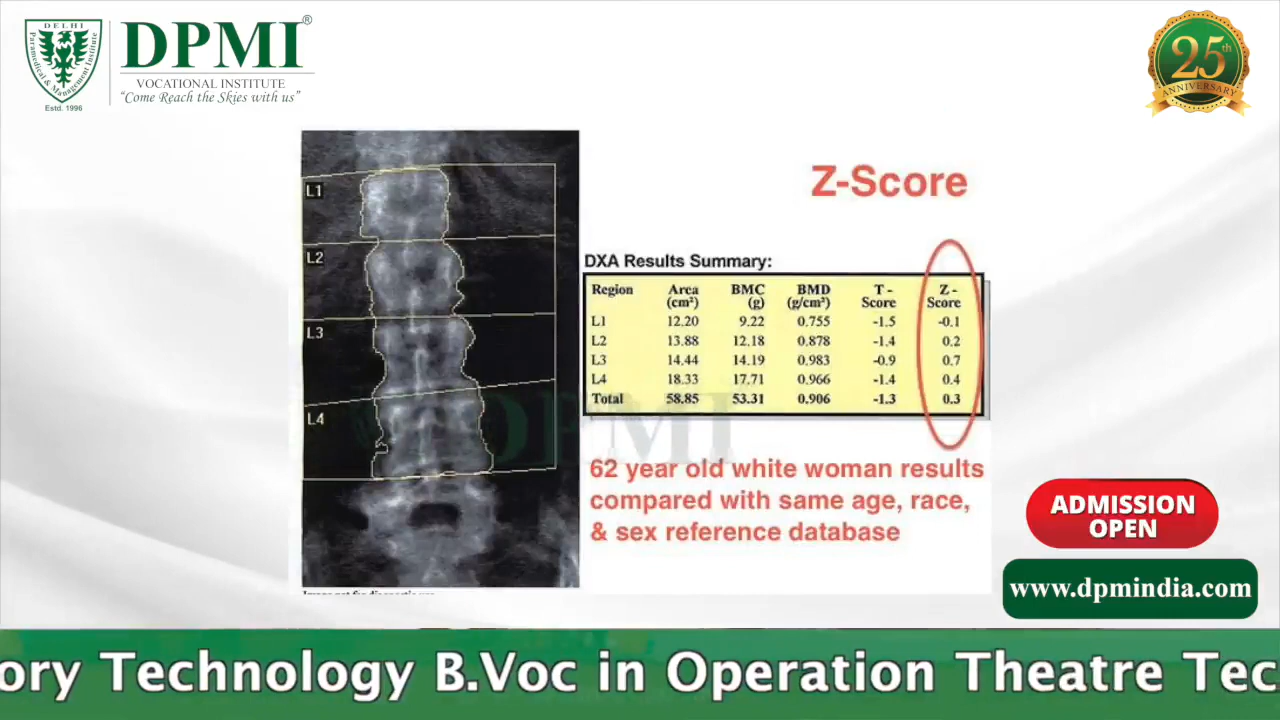 DELHI
Paramedical & Management Institute
Estd. 1996
DPMI®
VOCATIONAL INSTITUTE
“Come Reach the Skies with us”
25th
ANNIVERSARY
Z-Score
L1
L2
L3
L4
DXA Results Summary:
Region Area (cm²) BMC (g) BMD (g/cm²) T - Score Z - Score
L1 12.20 9.22 0.755 -1.5 -0.1
L2 13.88 12.18 0.878 -1.4 0.2
L3 14.44 14.19 0.983 -0.9 0.7
L4 18.33 17.71 0.966 -1.4 0.4
Total 58.85 53.31 0.906 -1.3 0.3
DPMI
62 year old white woman results
compared with same age, race,
& sex reference database
ADMISSION
OPEN
www.dpmindia.com
ory Technology B.Voc in Operation Theatre Tec